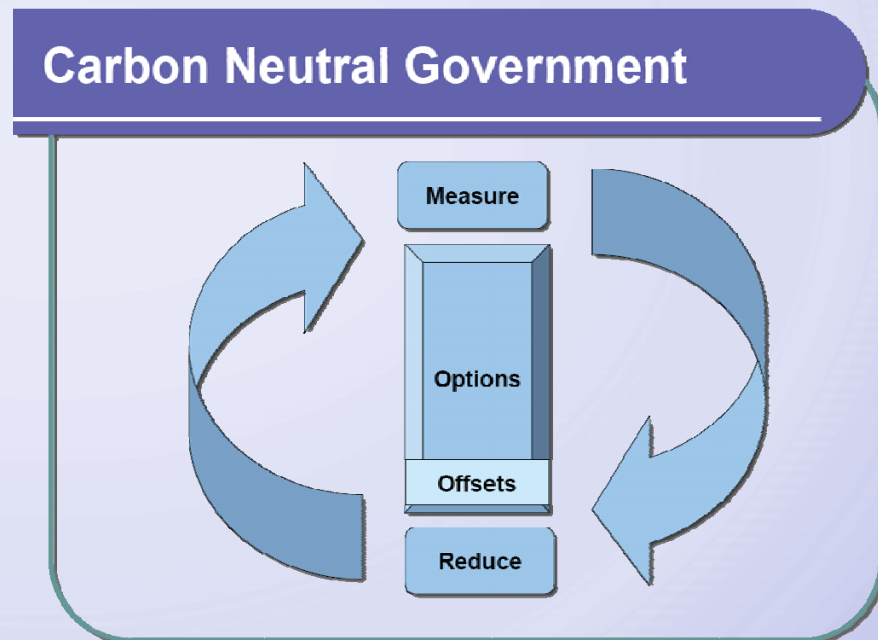 Carbon Neutral Government
Measure
Options
Offsets
Reduce